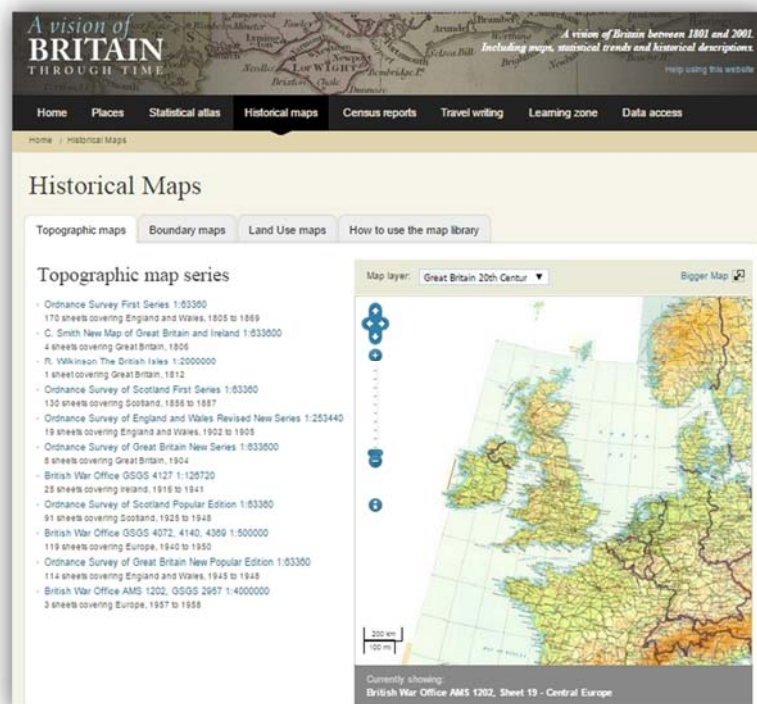 A vision of
BRITAIN
THROUGH TIME
A vision of Britain between 1801 and 2001.
Including maps, statistical trends and historical descriptions.
Help using this website
Home Places Statistical atlas Historical maps Census reports Travel writing Learning zone Data access
Home / Historical Maps
Historical Maps
Topographic maps Boundary maps Land Use maps How to use the map library
Topographic map series
Ordnance Survey First Series 1:63360
170 sheets covering England and Wales, 1805 to 1869
C. Smith New Map of Great Britain and Ireland 1:633600
4 sheets covering Great Britain, 1806
R. Wilkinson The British Isles 1:2000000
1 sheet covering Great Britain, 1812
Ordnance Survey of Scotland First Series 1:63360
130 sheets covering Scotland, 1856 to 1887
Ordnance Survey of England and Wales Revised New Series 1:253440
19 sheets covering England and Wales, 1902 to 1905
Ordnance Survey of Great Britain New Series 1:633600
8 sheets covering Great Britain, 1904
British War Office GSGS 4127 1:126720
25 sheets covering Ireland, 1916 to 1941
Ordnance Survey of Scotland Popular Edition 1:63360
91 sheets covering Scotland, 1925 to 1948
British War Office GSGS 4072, 4140, 4369 1:500000
119 sheets covering Europe, 1940 to 1950
Ordnance Survey of Great Britain New Popular Edition 1:63360
114 sheets covering England and Wales, 1945 to 1948
British War Office AMS 1202, GSGS 2957 1:4000000
3 sheets covering Europe, 1957 to 1958
Map layer: Great Britain 20th Centur
Bigger Map
200 km
100 mi
Currently showing:
British War Office AMS 1202, Sheet 19 - Central Europe